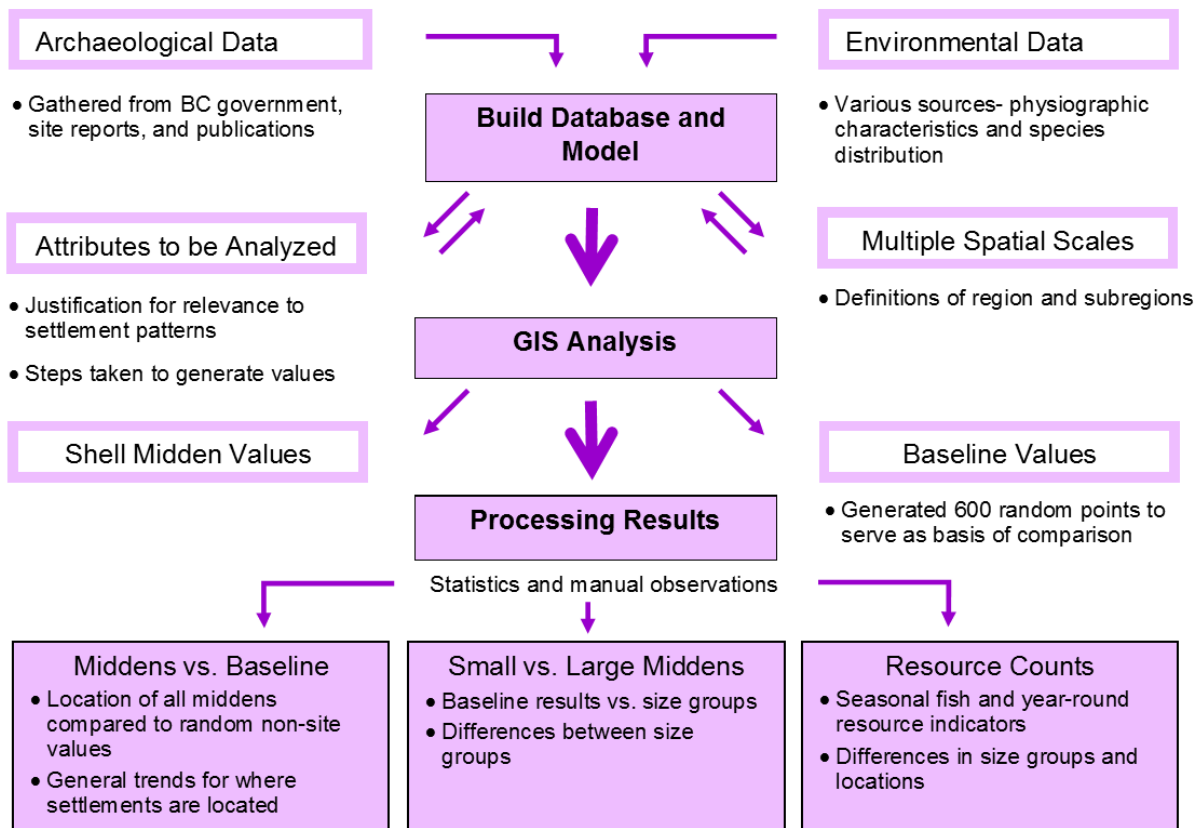 Archaeological Data
• Gathered from BC government,
site reports, and publications
Environmental Data
• Various sources- physiographic
characteristics and species
distribution
Build Database and
Model
Attributes to be Analyzed
• Justification for relevance to
settlement patterns
• Steps taken to generate values
Multiple Spatial Scales
• Definitions of region and subregions
GIS Analysis
Shell Midden Values
Baseline Values
• Generated 600 random points to
serve as basis of comparison
Processing Results
Statistics and manual observations
Middens vs. Baseline
• Location of all middens
compared to random non-site
values
• General trends for where
settlements are located
Small vs. Large Middens
• Baseline results vs. size groups
• Differences between size
groups
Resource Counts
• Seasonal fish and year-round
resource indicators
• Differences in size groups and
locations